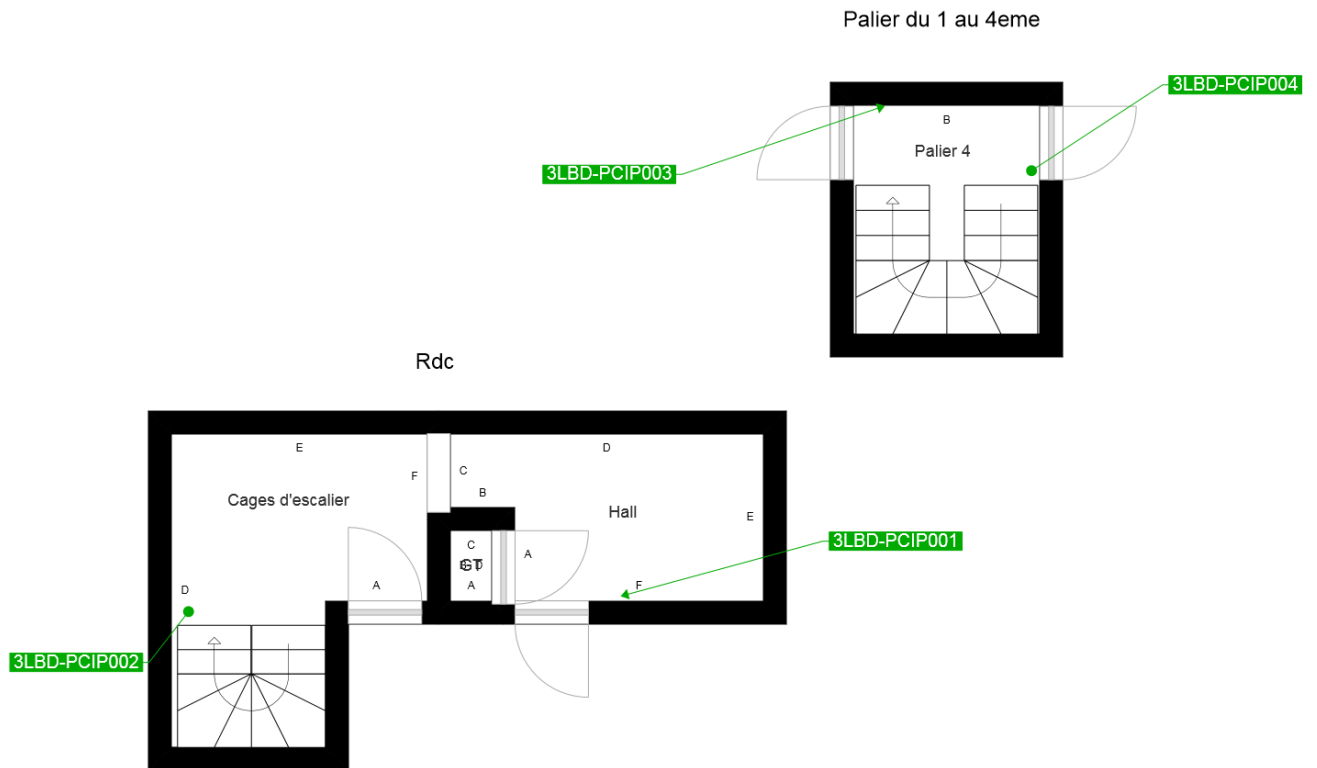 Palier du 1 au 4eme
3LBD-PCIP004
B
Palier 4
3LBD-PCIP003
Rdc
E
D
F
C
B
Cages d'escalier
Hall
E
3LBD-PCIP001
C
A
GT
B D
A
A
F
D
3LBD-PCIP002